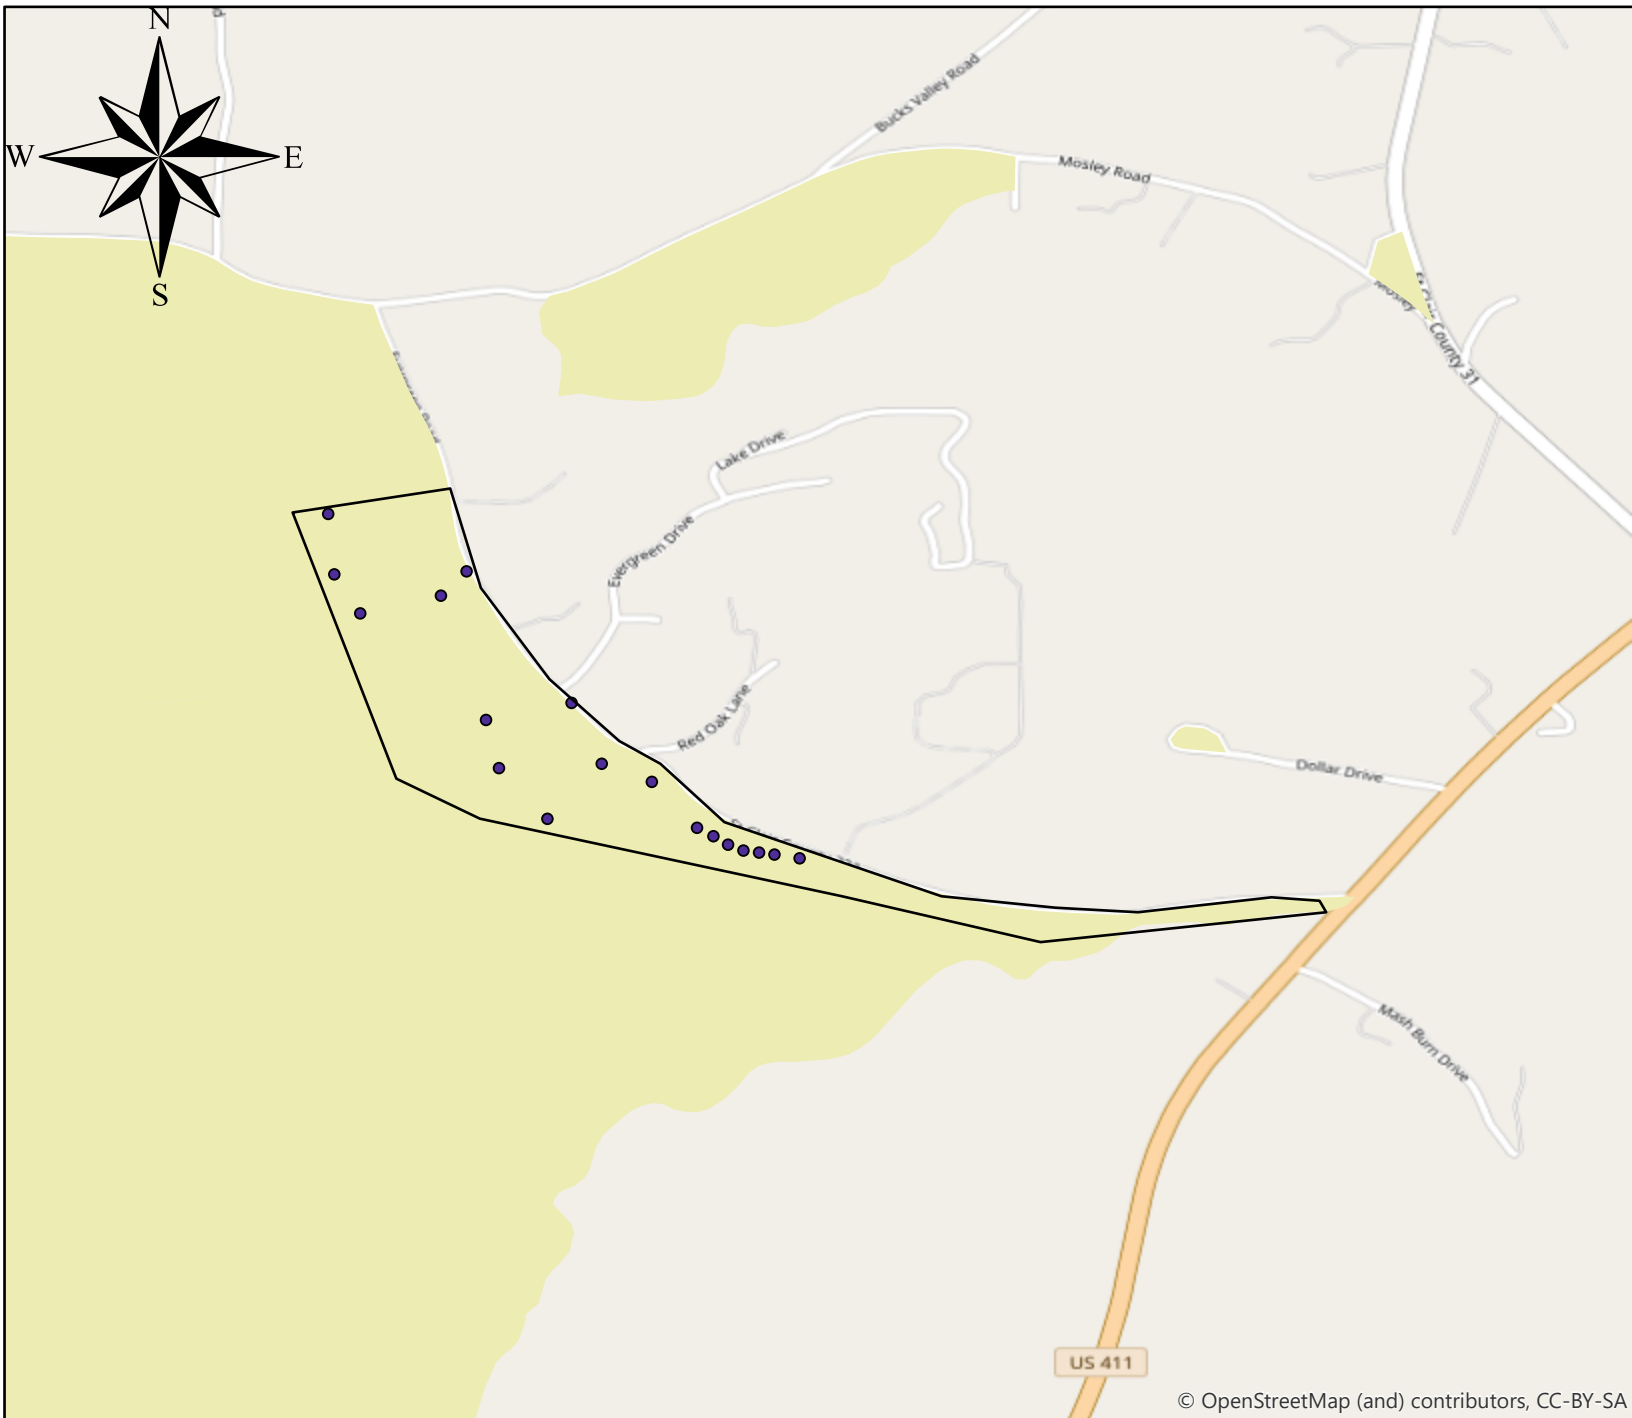 N
W
E
S
Bucks Valley Road
Mosley Road
Mosley
County 31
Lake Drive
Evergreen Drive
Red Oak Lane
Dollar Drive
Mash Burn Drive
US 411
© OpenStreetMap (and) contributors, CC-BY-SA